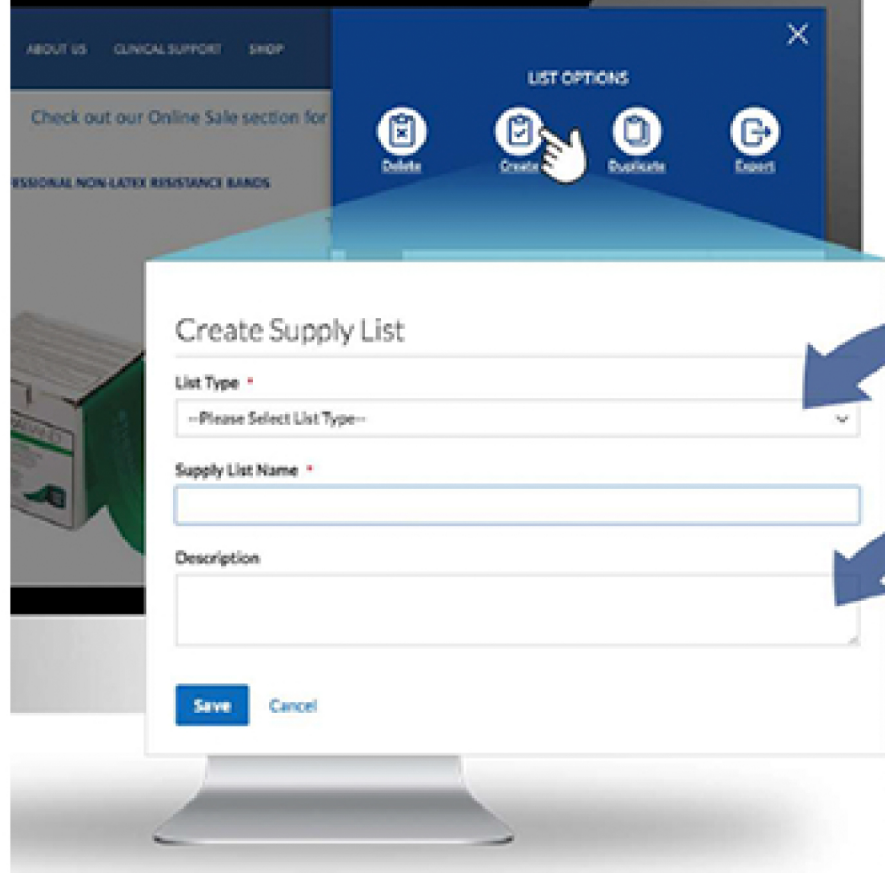 ABOUT US CLINICAL SUPPORT SHOP
LIST OPTIONS
Check out our Online Sale section for
Delete Create Duplicate Export
ESSIONAL NON-LATEX RESISTANCE BANDS
Create Supply List
List Type *
--Please Select List Type--
Supply List Name *
Description
Save Cancel